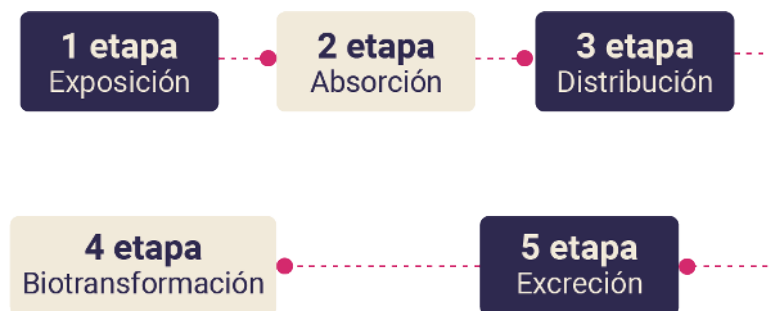 1 etapa
Exposición
2 etapa
Absorción
3 etapa
Distribución
4 etapa
Biotransformación
5 etapa
Excreción